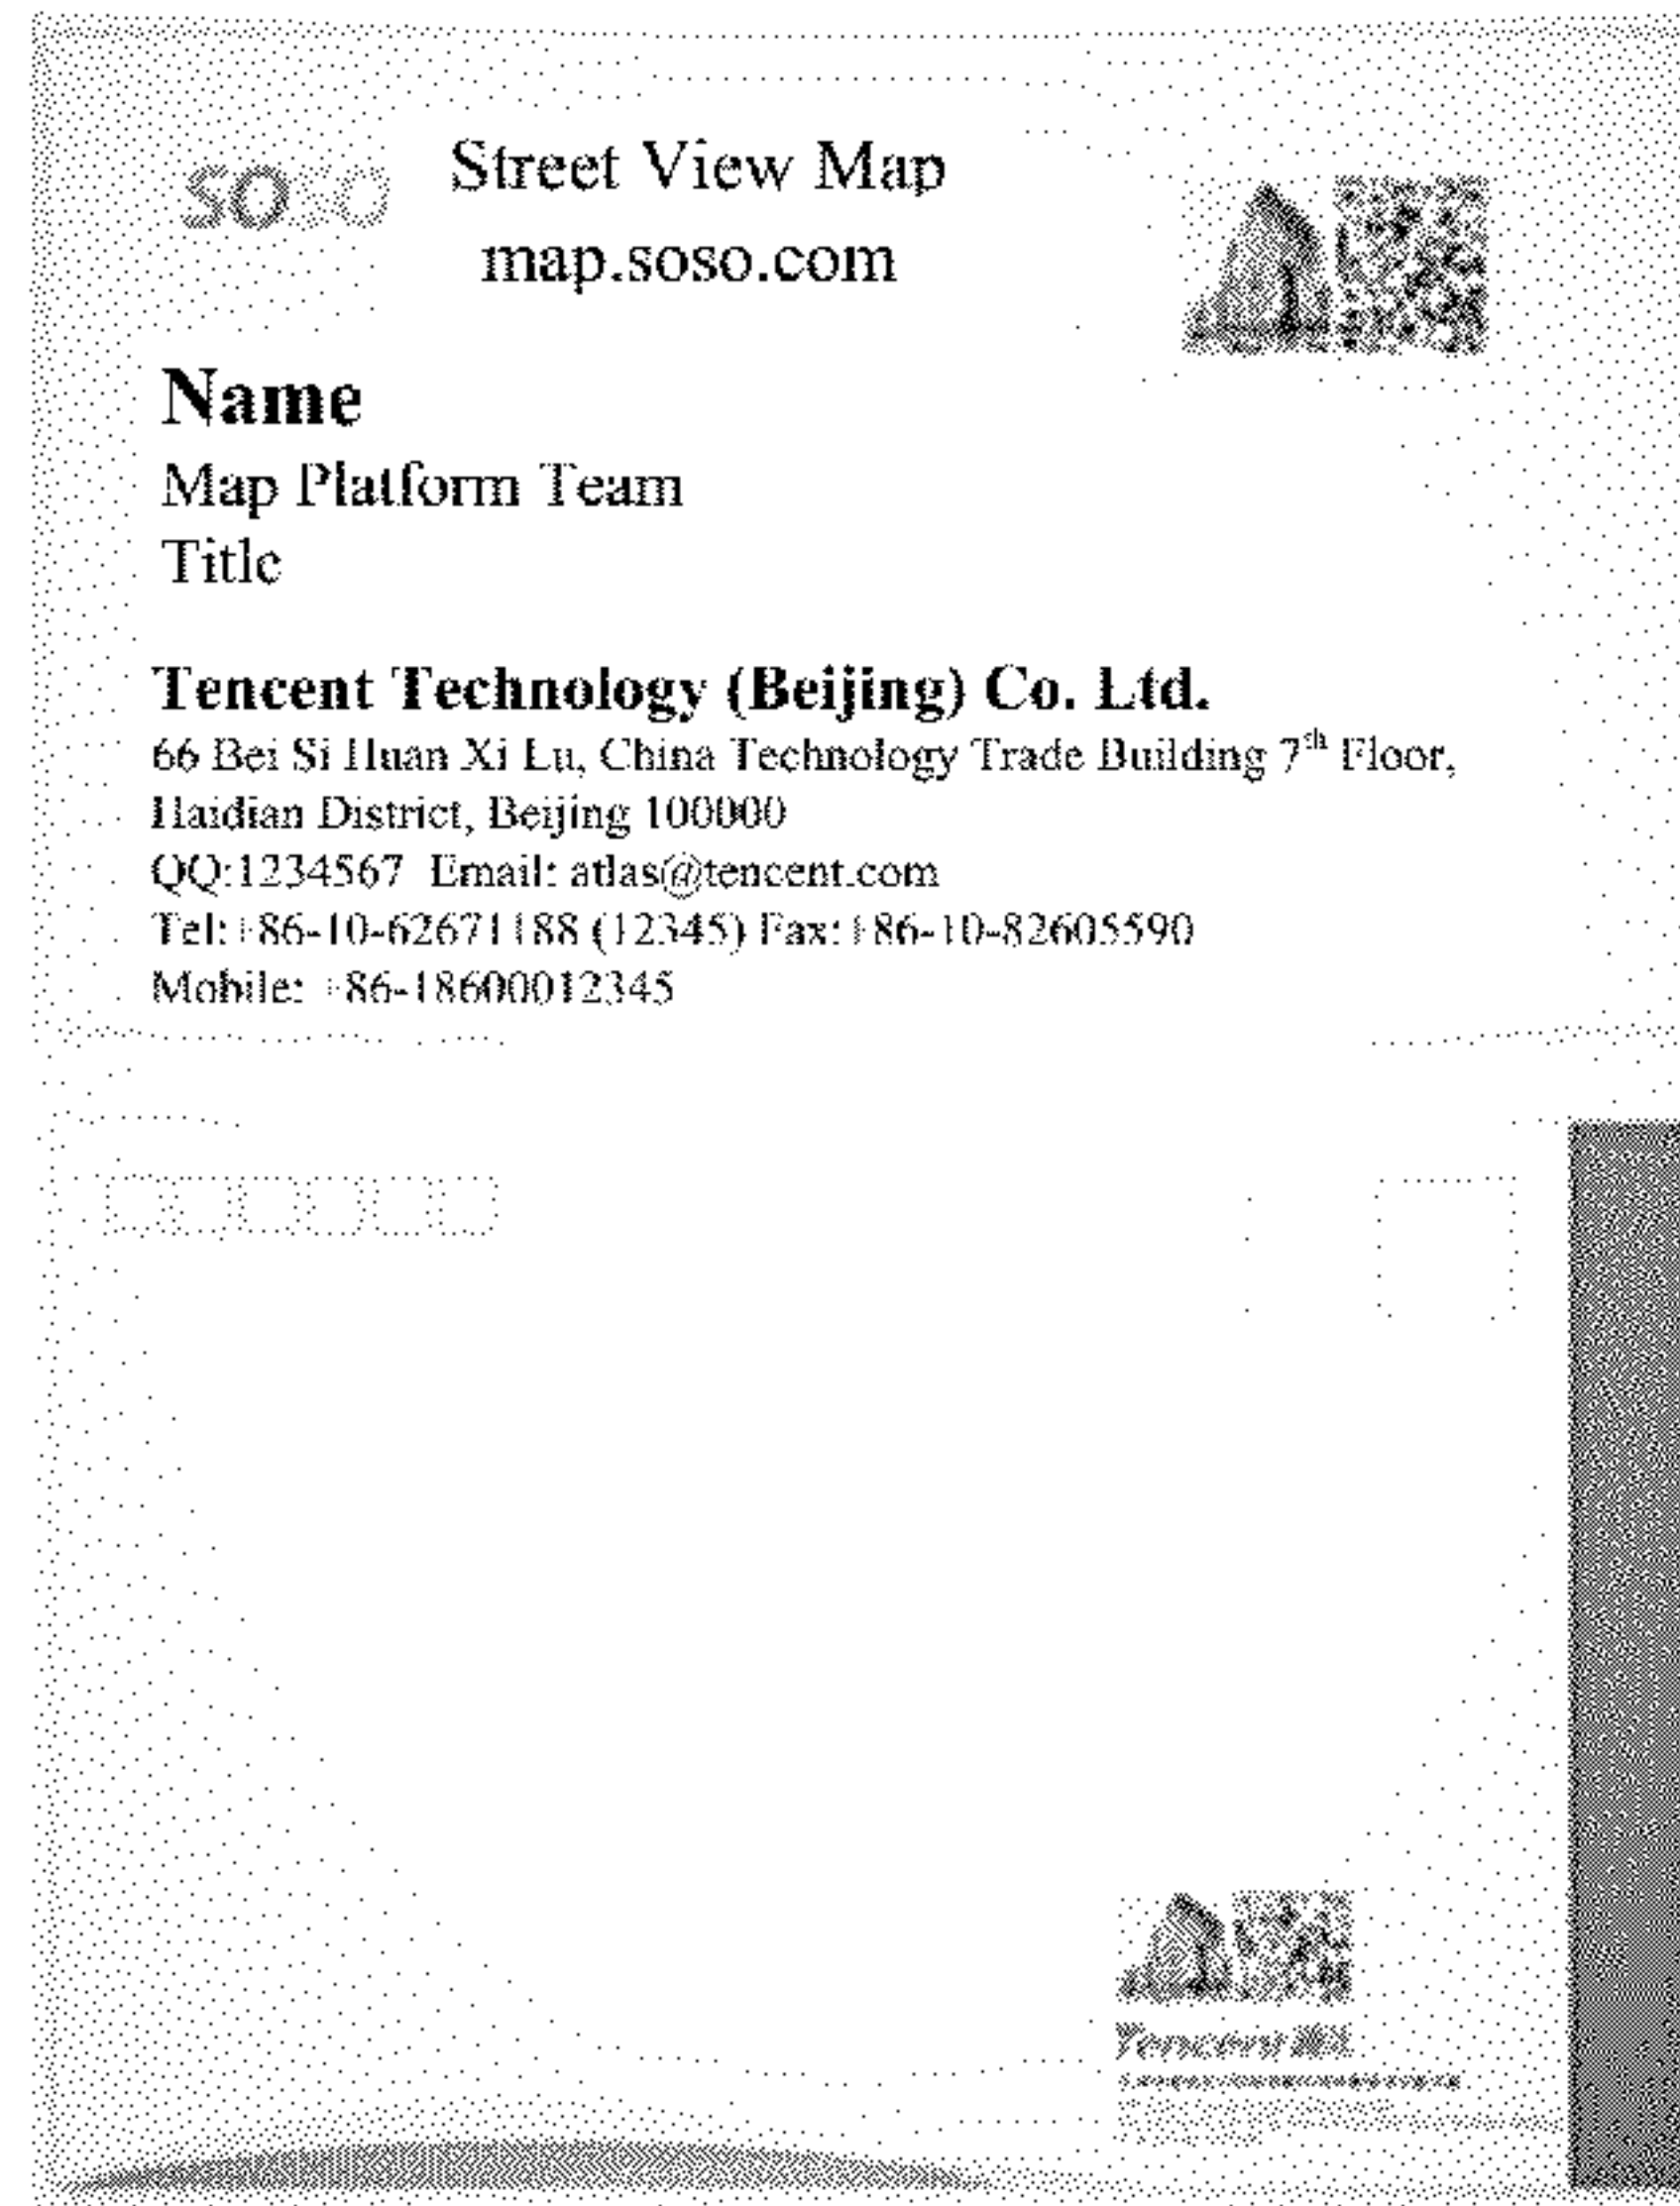 SOSO
Street View Map
map.soso.com
Name
Map Platform Team
Title
Tencent Technology (Beijing) Co. Ltd.
66 Bei Si Huan Xi Lu, China Technology Trade Building 7th Floor,
Haidian District, Beijing 100000
QQ:1234567 Email: atlas@tencent.com
Tel: +86-10-62671188 (12345) Fax: +86-10-82605590
Mobile: +86-18600012345
Tencent